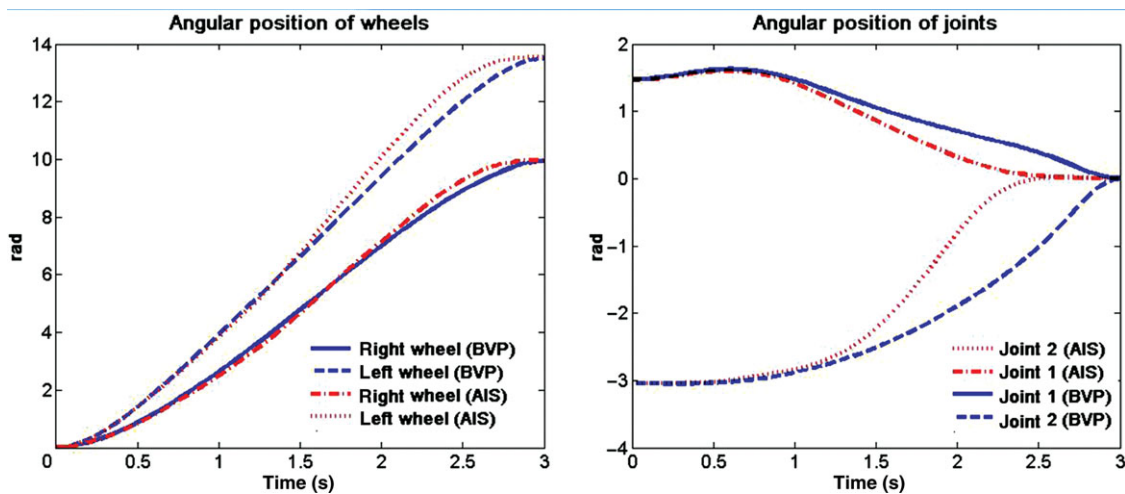 Angular position of wheels
14
12
10
8
6
4
2
0
rad
0
0.5
1
1.5
2
2.5
3
Time (s)
Right wheel (BVP)
Left wheel (BVP)
Right wheel (AIS)
Left wheel (AIS)
Angular position of joints
2
1
0
−1
−2
−3
−4
rad
0
0.5
1
1.5
2
2.5
3
Time (s)
Joint 2 (AIS)
Joint 1 (AIS)
Joint 1 (BVP)
Joint 2 (BVP)